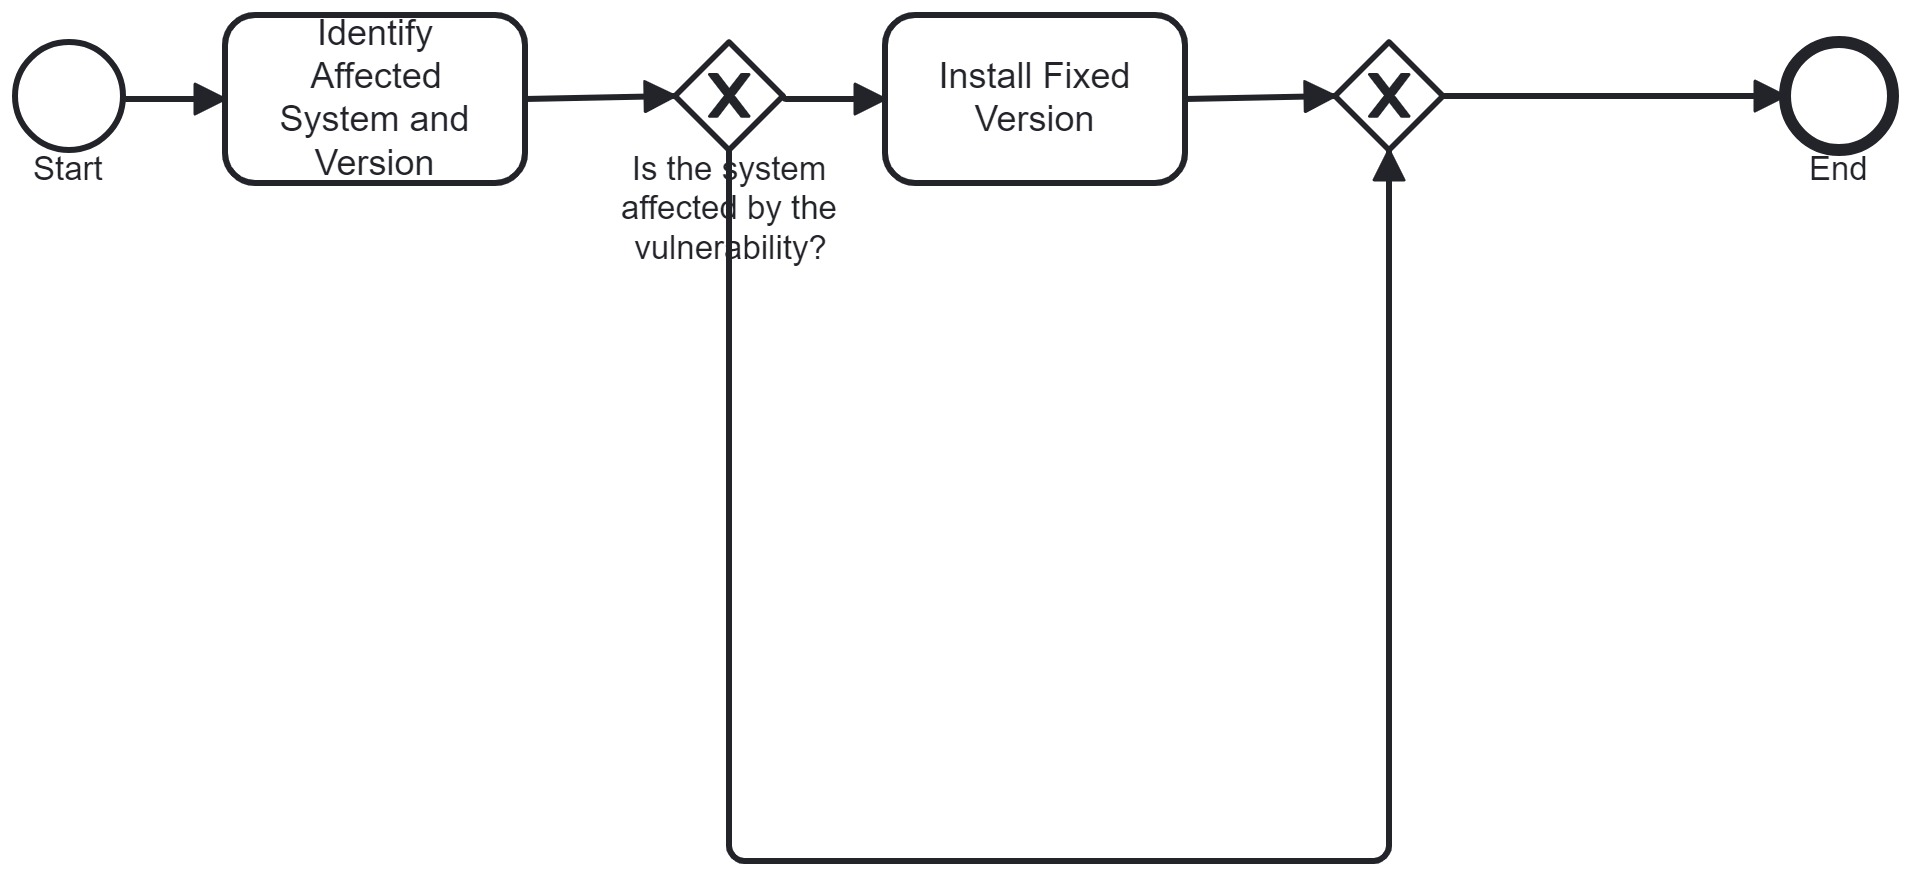 Start
Identify
Affected
System and
Version
X
Is the system
affected by the
vulnerability?
Install Fixed
Version
X
End